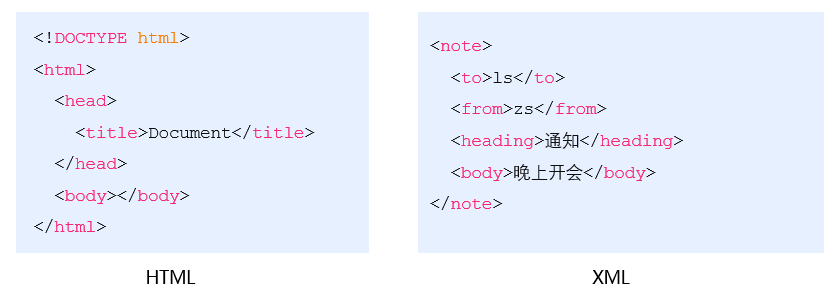 <!DOCTYPE html>
<html>
<head>
<title>Document</title>
</head>
<body></body>
</html>
HTML
<note>
<to>ls</to>
<from>zs</from>
<heading>通知</heading>
<body>晚上开会</body>
</note>
XML